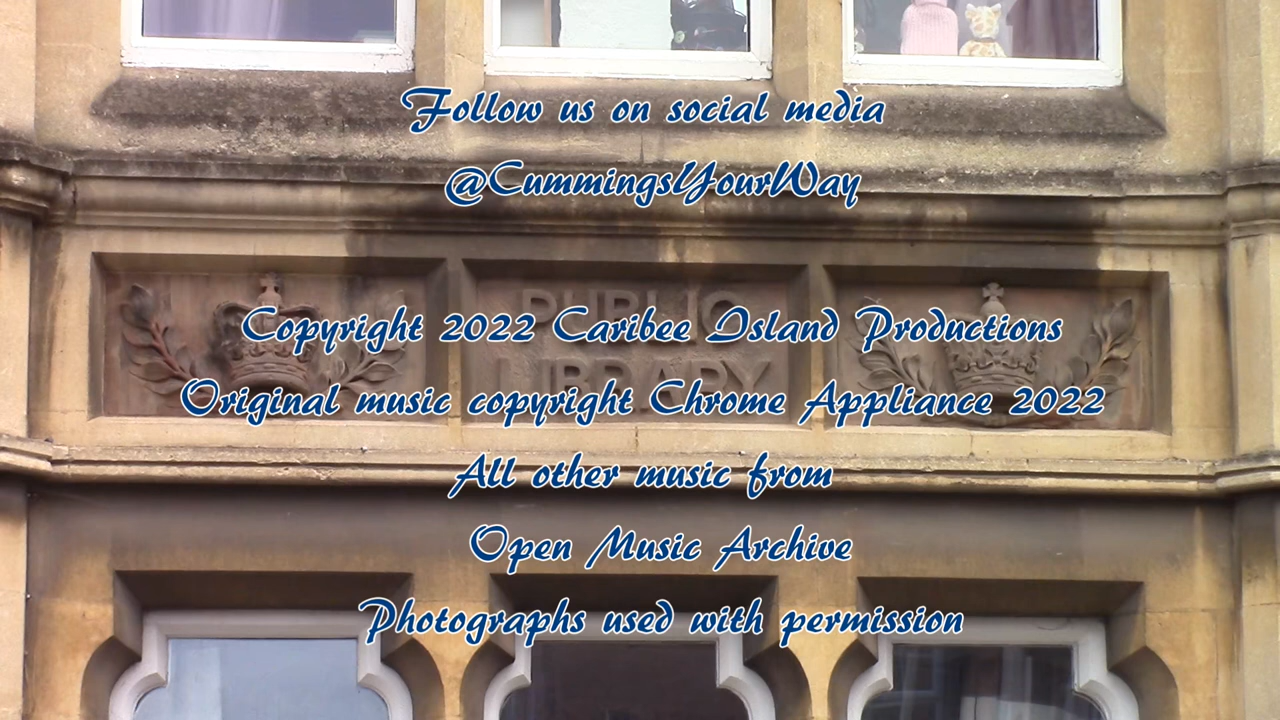 Follow us on social media
@CummingsYourWay
PUBLIC
LIBRARY
Copyright 2022 Caribee Island Productions
Original music copyright Chrome Appliance 2022
All other music from
Open Music Archive
Photographs used with permission